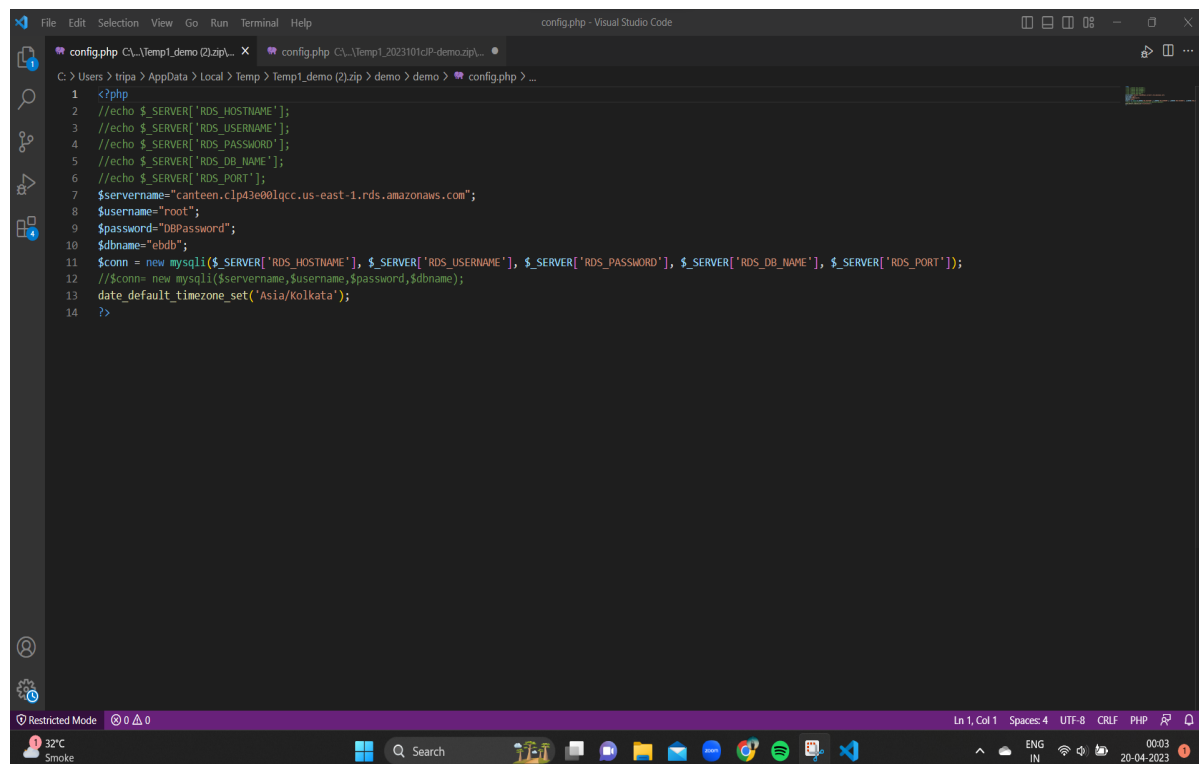 File Edit Selection View Go Run Terminal Help config.php - Visual Studio Code
config.php C:\...\Temp1_demo (2).zip\... config.php C:\...\Temp1_2023101cJP-demo.zip\...
C: > Users > tripa > AppData > Local > Temp > Temp1_demo (2).zip > demo > demo > config.php > ...
1 <?php
2 //echo $_SERVER['RDS_HOSTNAME'];
3 //echo $_SERVER['RDS_USERNAME'];
4 //echo $_SERVER['RDS_PASSWORD'];
5 //echo $_SERVER['RDS_DB_NAME'];
6 //echo $_SERVER['RDS_PORT'];
7 $servername="canteen.clp43e00lqcc.us-east-1.rds.amazonaws.com";
8 $username="root";
9 $password="DBPassword";
10 $dbname="ebdb";
11 $conn = new mysqli($_SERVER['RDS_HOSTNAME'], $_SERVER['RDS_USERNAME'], $_SERVER['RDS_PASSWORD'], $_SERVER['RDS_DB_NAME'], $_SERVER['RDS_PORT']);
12 //$conn= new mysqli($servername,$username,$password,$dbname);
13 date_default_timezone_set('Asia/Kolkata');
14 ?>
1
4
Restricted Mode 0 0 Ln 1, Col 1 Spaces: 4 UTF-8 CRLF PHP
1 32°C Search zoom ENG 00:03 1
Smoke IN 20-04-2023